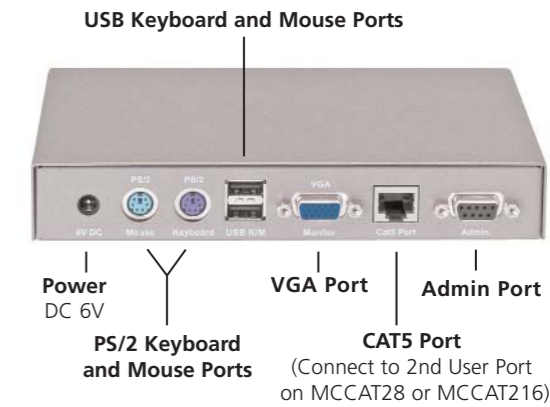 USB Keyboard and Mouse Ports
PS/2 PS/2 VGA
6V DC Mouse Keyboard USB K/M Monitor Cat5 Port Admin
Power
DC 6V
PS/2 Keyboard
and Mouse Ports
VGA Port
CAT5 Port
(Connect to 2nd User Port
on MCCAT28 or MCCAT216)
Admin Port